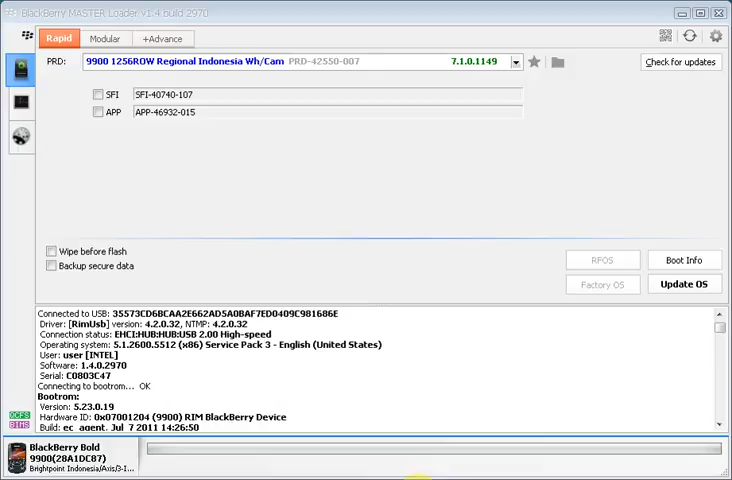 BlackBerry MASTER Loader v1.4.build 2970
Rapid Modular +Advance
PRD: 9900 1256ROW Regional Indonesia Wh/Cam PRD-42550-007 7.1.0.1149 Check for updates
SFI SFI-40740-107
APP APP-46932-015
Wipe before flash
Backup secure data
RFOS Boot Info
Factory OS Update OS
Connected to USB: 35573CD6BCAA2E662AD5A0BAF7ED0409C981686E
Driver: [RimUsb] version: 4.2.0.32, NTMP: 4.2.0.32
Connection status: EHCI:HUB:HUB:USB 2.00 High-speed
Operating system: 5.1.2600.5512 (x86) Service Pack 3 - English (United States)
User: user [INTEL]
Software: 1.4.0.2970
Serial: C0803C47
Connecting to bootrom... OK
Bootrom:
Version: 5.23.0.19
Hardware ID: 0x07001204 (9900) RIM BlackBerry Device
Build: ec_agent, Jul 7 2011 14:26:50
OCFS
BIMS
BlackBerry Bold
9900(28A1DC87)
Brightpoint Indonesia/Axis/3-I...